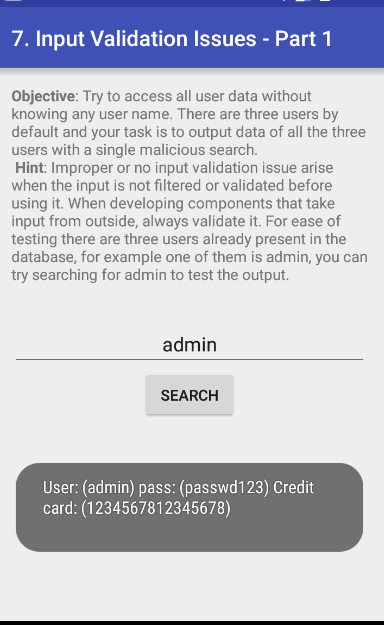 7. Input Validation Issues - Part 1
Objective: Try to access all user data without
knowing any user name. There are three users by
default and your task is to output data of all the three
users with a single malicious search.
Hint: Improper or no input validation issue arise
when the input is not filtered or validated before
using it. When developing components that take
input from outside, always validate it. For ease of
testing there are three users already present in the
database, for example one of them is admin, you can
try searching for admin to test the output.
admin
SEARCH
User: (admin) pass: (passwd123) Credit
card: (1234567812345678)